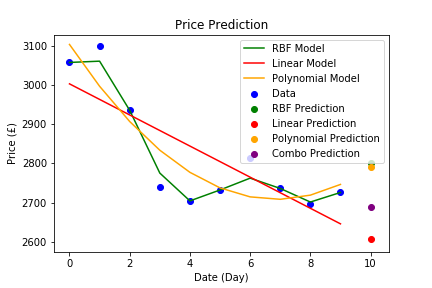 Price Prediction
3100
3000
2900
2800
2700
2600
Price (£)
0
2
4
6
8
10
Date (Day)
RBF Model
Linear Model
Polynomial Model
Data
RBF Prediction
Linear Prediction
Polynomial Prediction
Combo Prediction